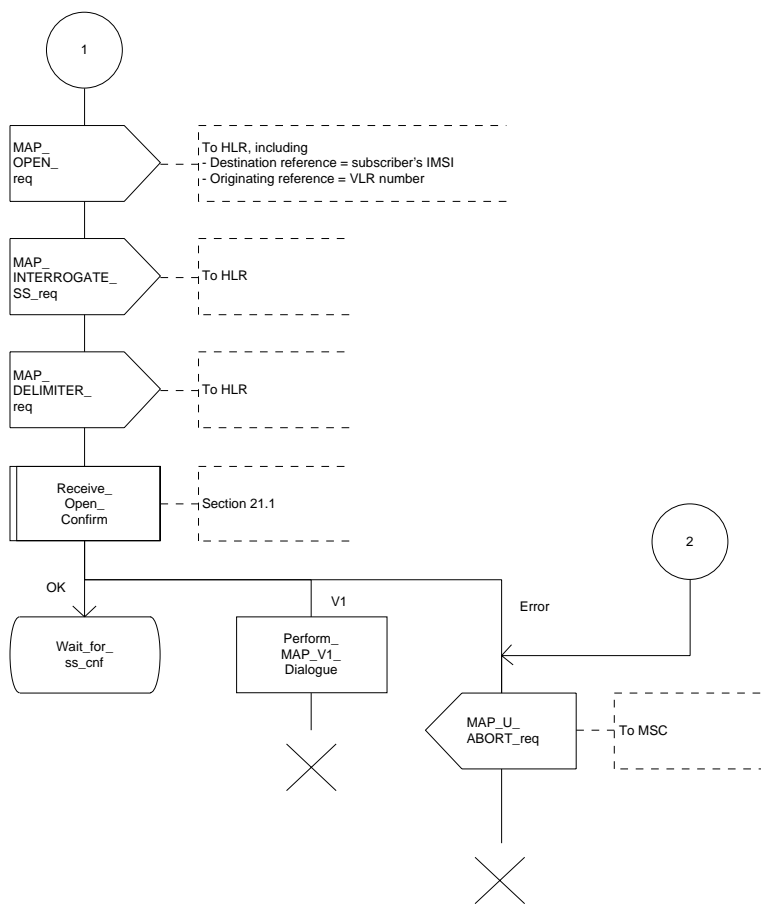 1
MAP_
OPEN_
req
To HLR, including
- Destination reference = subscriber's IMSI
- Originating reference = VLR number
MAP_
INTERROGATE_
SS_req
To HLR
MAP_
DELIMITER_
req
To HLR
Receive_
Open_
Confirm
Section 21.1
2
OK
V1
Error
Wait_for_
ss_cnf
Perform_
MAP_V1_
Dialogue
MAP_U_
ABORT_req
To MSC